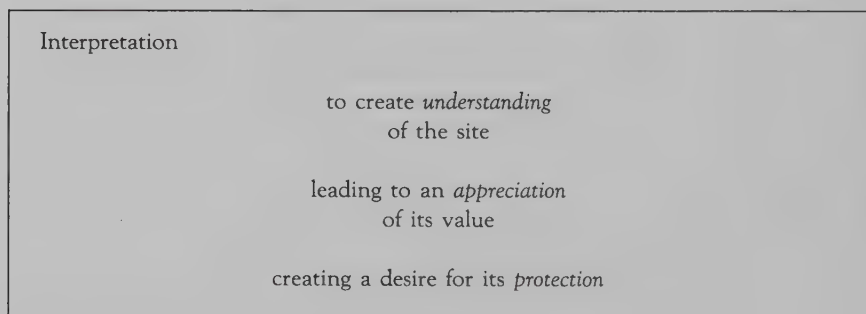 Interpretation
to create understanding
of the site
leading to an appreciation
of its value
creating a desire for its protection